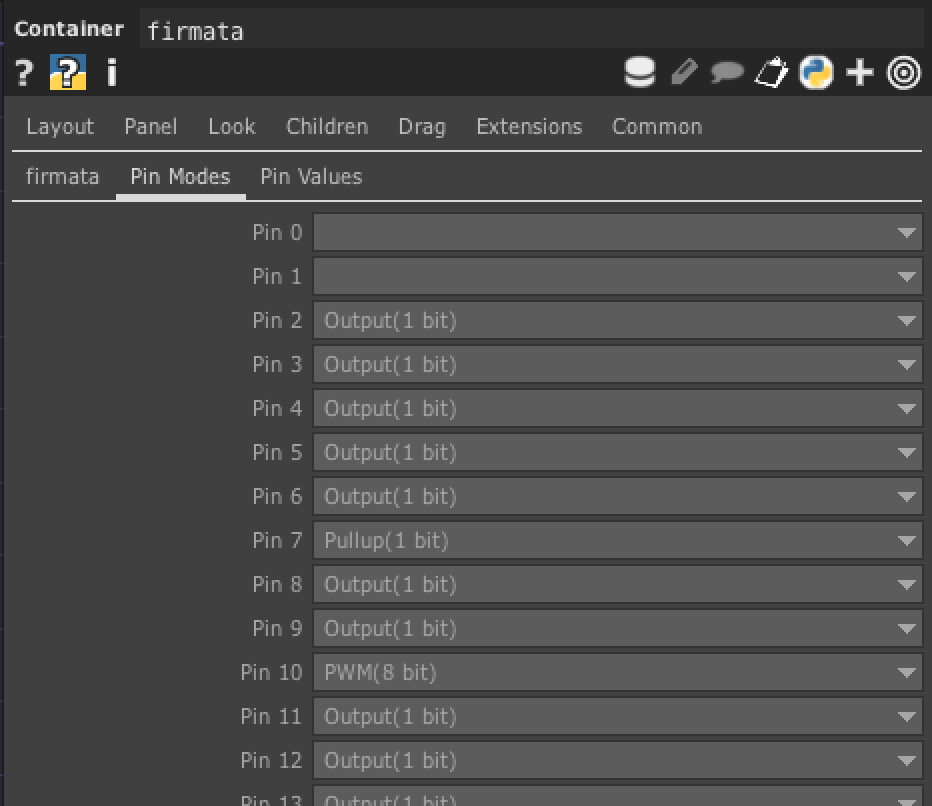 Container firmata
? ? i
Layout Panel Look Children Drag Extensions Common
firmata Pin Modes Pin Values
Pin 0
Pin 1
Pin 2 Output(1 bit)
Pin 3 Output(1 bit)
Pin 4 Output(1 bit)
Pin 5 Output(1 bit)
Pin 6 Output(1 bit)
Pin 7 Pullup(1 bit)
Pin 8 Output(1 bit)
Pin 9 Output(1 bit)
Pin 10 PWM(8 bit)
Pin 11 Output(1 bit)
Pin 12 Output(1 bit)
Pin 13 Output(1 bit)